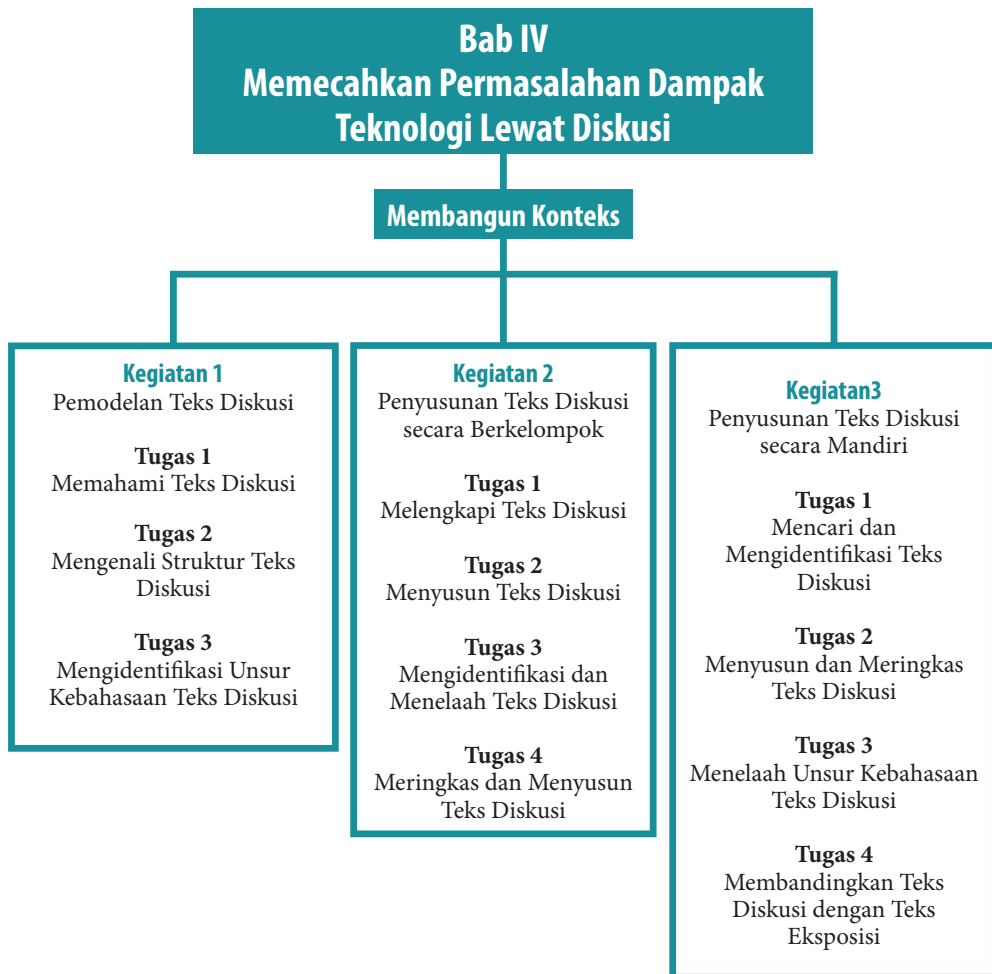 Bab IV
Memecahkan Permasalahan Dampak
Teknologi Lewat Diskusi
Membangun Konteks
Kegiatan 1
Pemodelan Teks Diskusi
Tugas 1
Memahami Teks Diskusi
Tugas 2
Mengenali Struktur Teks
Diskusi
Tugas 3
Mengidentifikasi Unsur
Kebahasaan Teks Diskusi
Kegiatan 2
Penyusunan Teks Diskusi
secara Berkelompok
Tugas 1
Melengkapi Teks Diskusi
Tugas 2
Menyusun Teks Diskusi
Tugas 3
Mengidentifikasi dan
Menelaah Teks Diskusi
Tugas 4
Meringkas dan Menyusun
Teks Diskusi
Kegiatan3
Penyusunan Teks Diskusi
secara Mandiri
Tugas 1
Mencari dan
Mengidentifikasi Teks
Diskusi
Tugas 2
Menyusun dan Meringkas
Teks Diskusi
Tugas 3
Menelaah Unsur Kebahasaan
Teks Diskusi
Tugas 4
Membandingkan Teks
Diskusi dengan Teks
Eksposisi